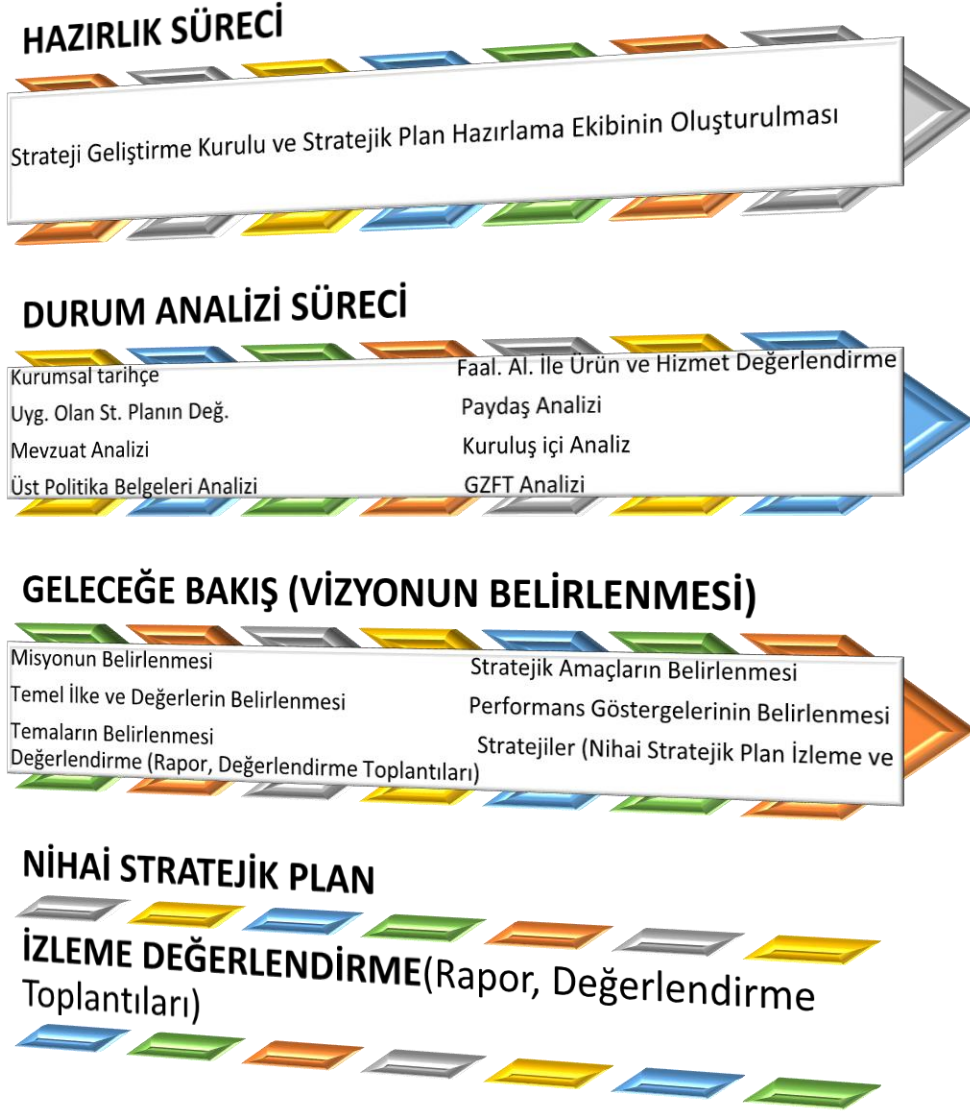 HAZIRLIK SÜRECİ
Strateji Geliştirme Kurulu ve Stratejik Plan Hazırlama Ekibinin Oluşturulması
DURUM ANALİZİ SÜRECİ
Kurumsal tarihçe
Uyg. Olan St. Planın Değ.
Mevzuat Analizi
Üst Politika Belgeleri Analizi
Faal. Al. İle Ürün ve Hizmet Değerlendirme
Paydaş Analizi
Kuruluş içi Analiz
GZFT Analizi
GELECEĞE BAKIŞ (VİZYONUN BELİRLENMESİ)
Misyonun Belirlenmesi
Temel İlke ve Değerlerin Belirlenmesi
Temaların Belirlenmesi
Değerlendirme (Rapor, Değerlendirme Toplantıları)
Stratejik Amaçların Belirlenmesi
Performans Göstergelerinin Belirlenmesi
Stratejiler (Nihai Stratejik Plan İzleme ve
NİHAİ STRATEJİK PLAN
İZLEME DEĞERLENDİRME(Rapor, Değerlendirme
Toplantıları)